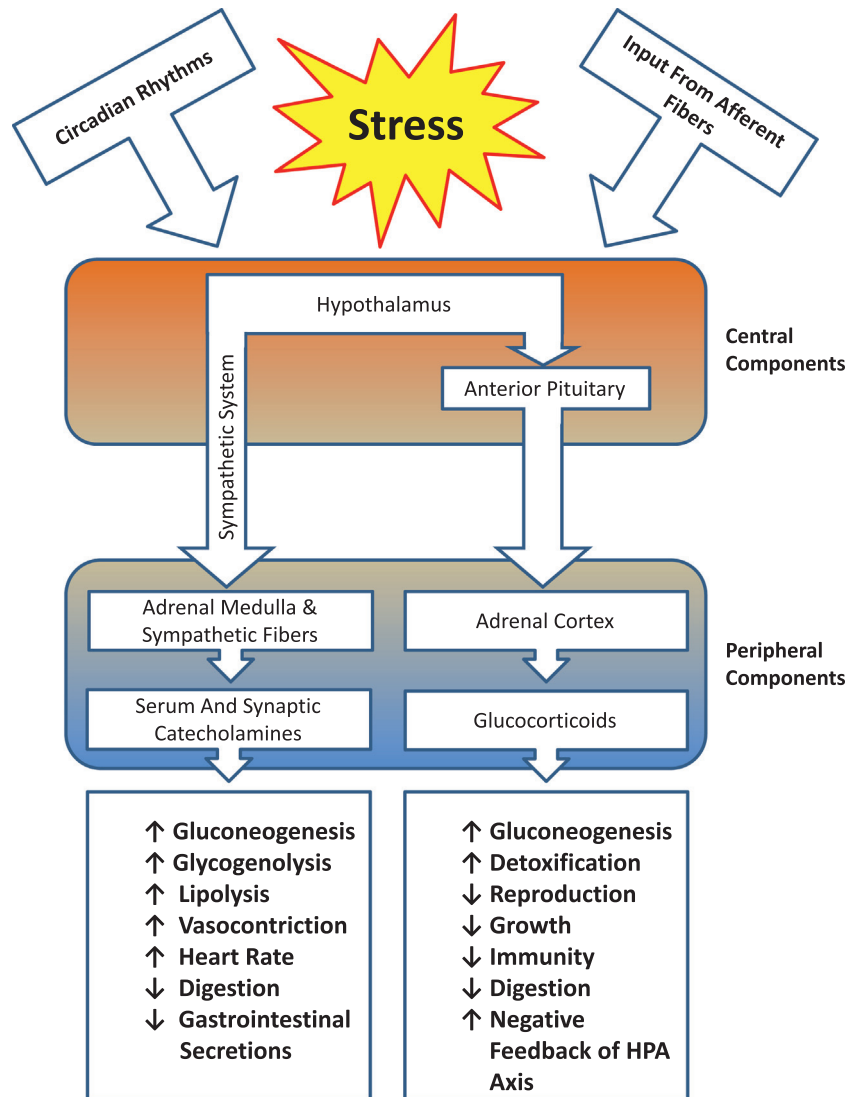 Circadian Rhythms
Stress
Input From Afferent
Fibers
Hypothalamus
Central
Components
Anterior Pituitary
Sympathetic System
Adrenal Medulla &
Sympathetic Fibers
Adrenal Cortex
Peripheral
Components
Serum And Synaptic
Catecholamines
Glucocorticoids
↑ Gluconeogenesis
↑ Glycogenolysis
↑ Lipolysis
↑ Vasocontriction
↑ Heart Rate
↓ Digestion
↓ Gastrointestinal
Secretions
↑ Gluconeogenesis
↑ Detoxification
↓ Reproduction
↓ Growth
↓ Immunity
↓ Digestion
↑ Negative
Feedback of HPA
Axis